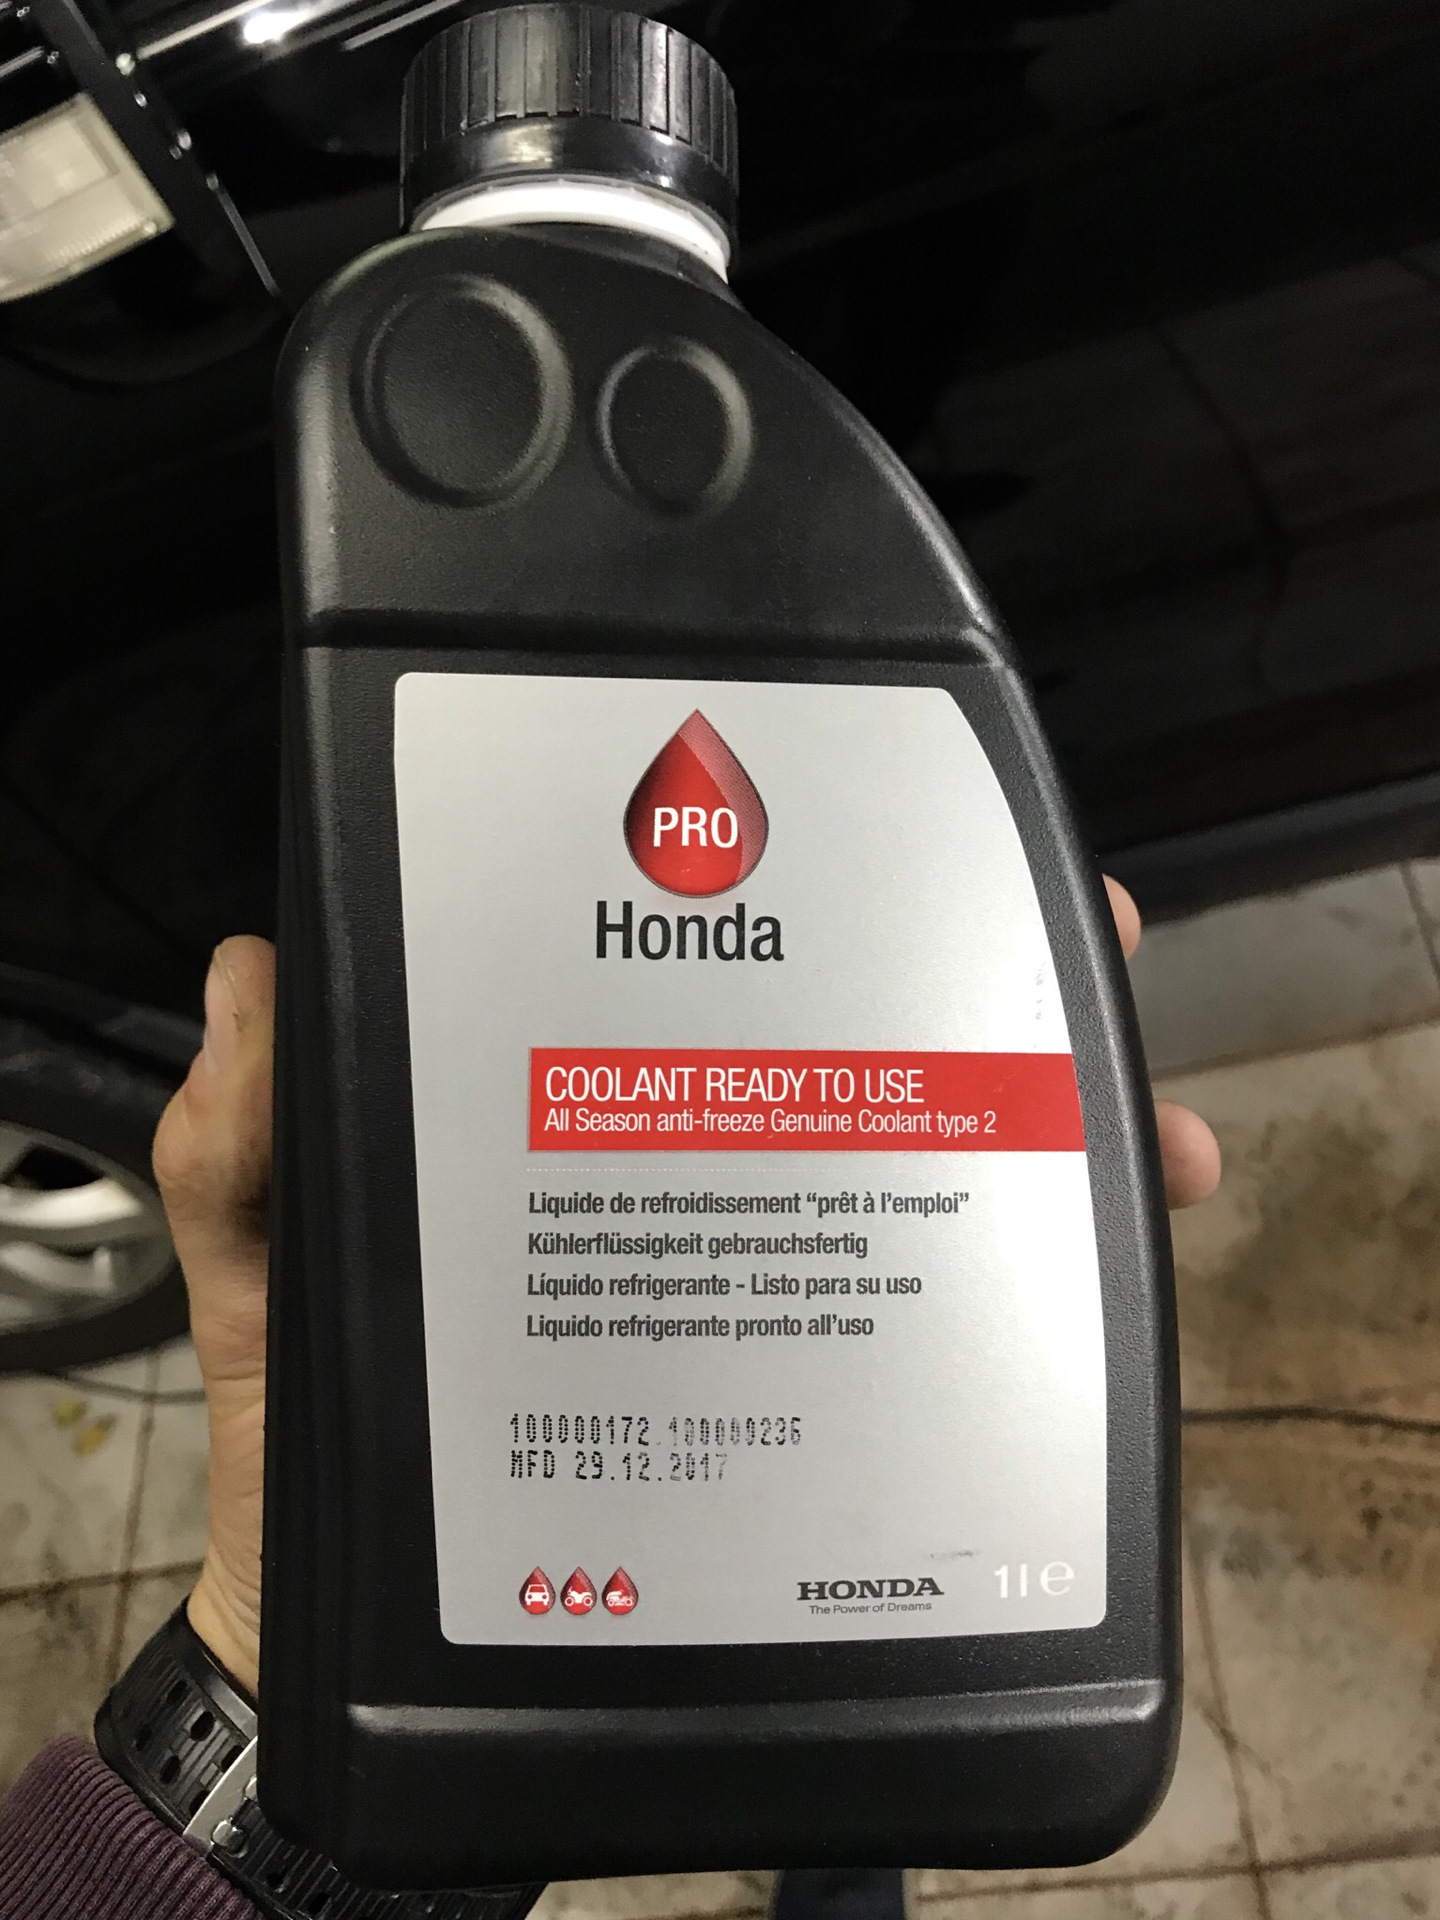 PRO
Honda
COOLANT READY TO USE
All Season anti-freeze Genuine Coolant type 2
Liquide de refroidissement “prêt à l’emploi”
Kühlerflüssigkeit gebrauchsfertig
Líquido refrigerante - Listo para su uso
Liquido refrigerante pronto all’uso
100000172 100000236
MFD 29.12.2017
HONDA
The Power of Dreams
1l e